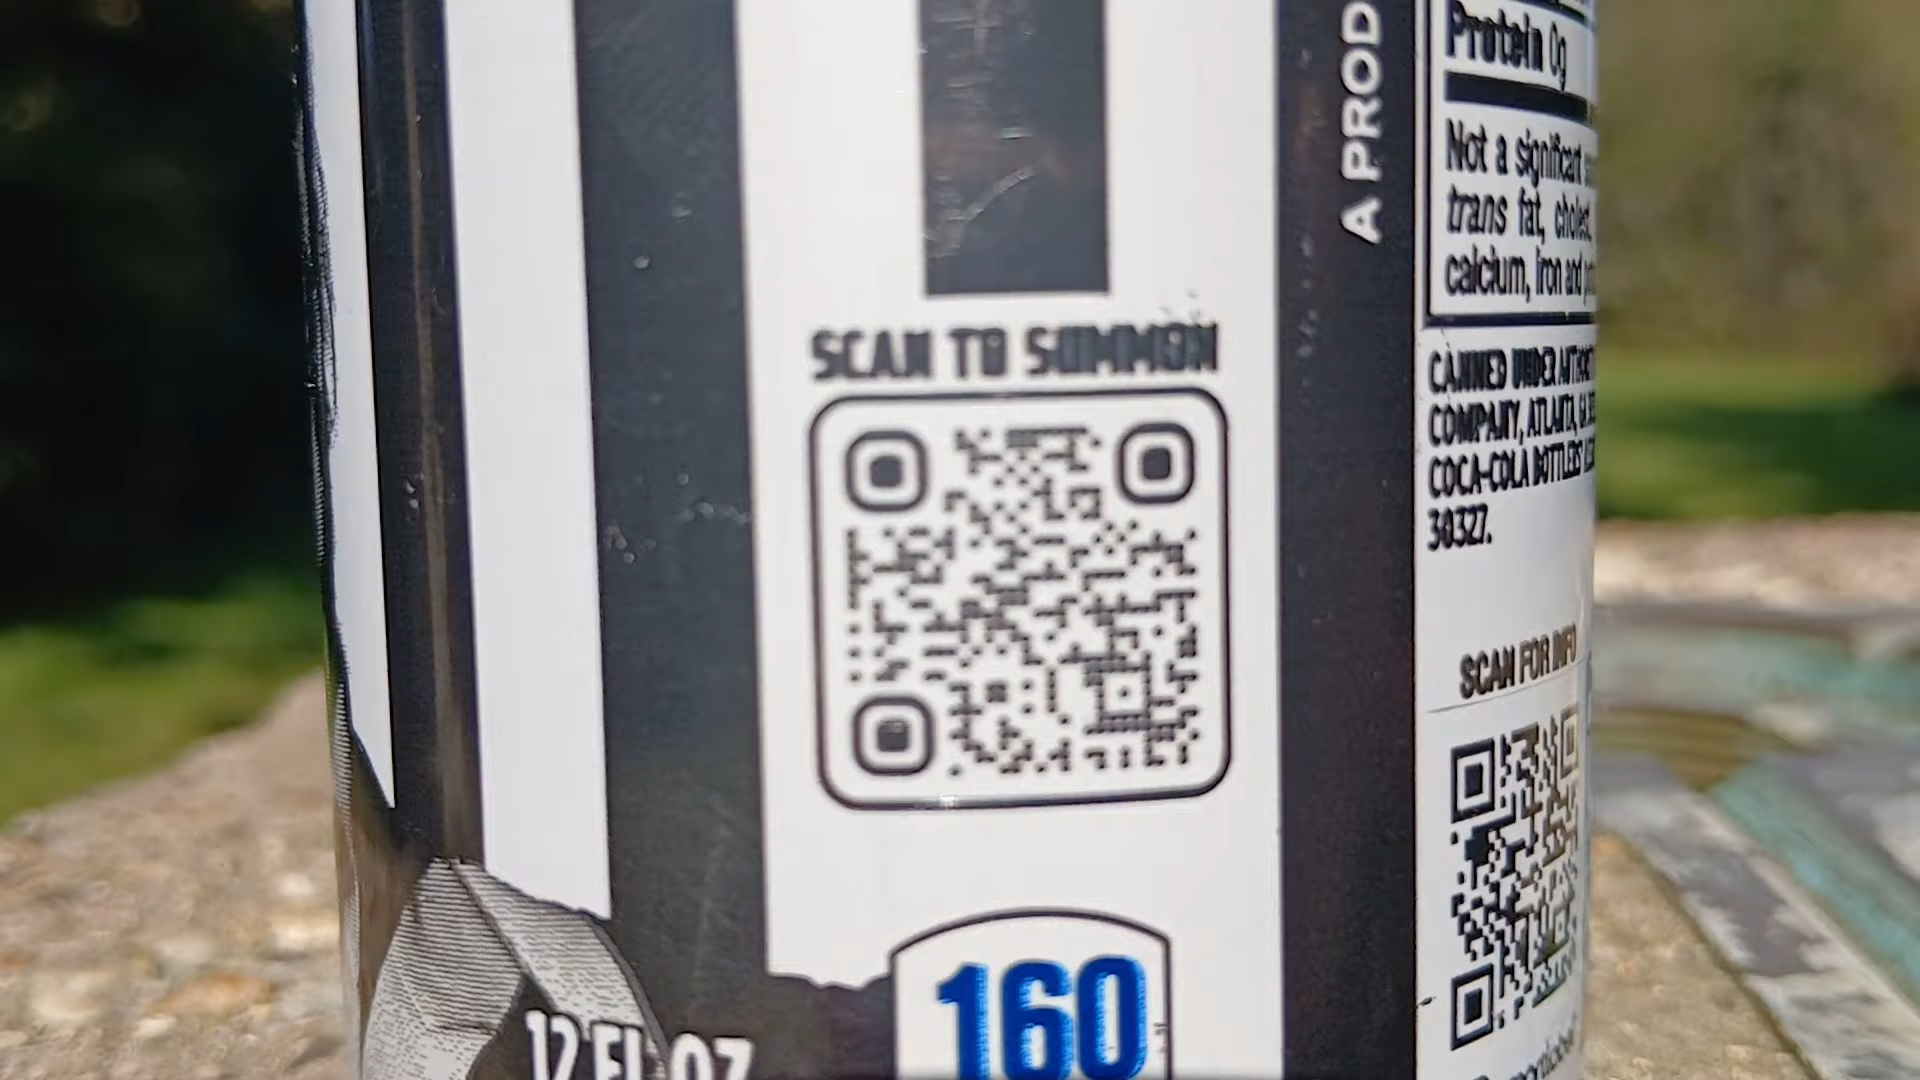 A PROD
Protein 0g
Not a significant
trans fat, cholest
calcium, iron and
SCAN TO SUMMON
CANNED UNDER
COMPANY, ATLANTA, GA
COCA-COLA BOTTLERS'
30327.
SCAN FOR INFO
160
12 FL OZ